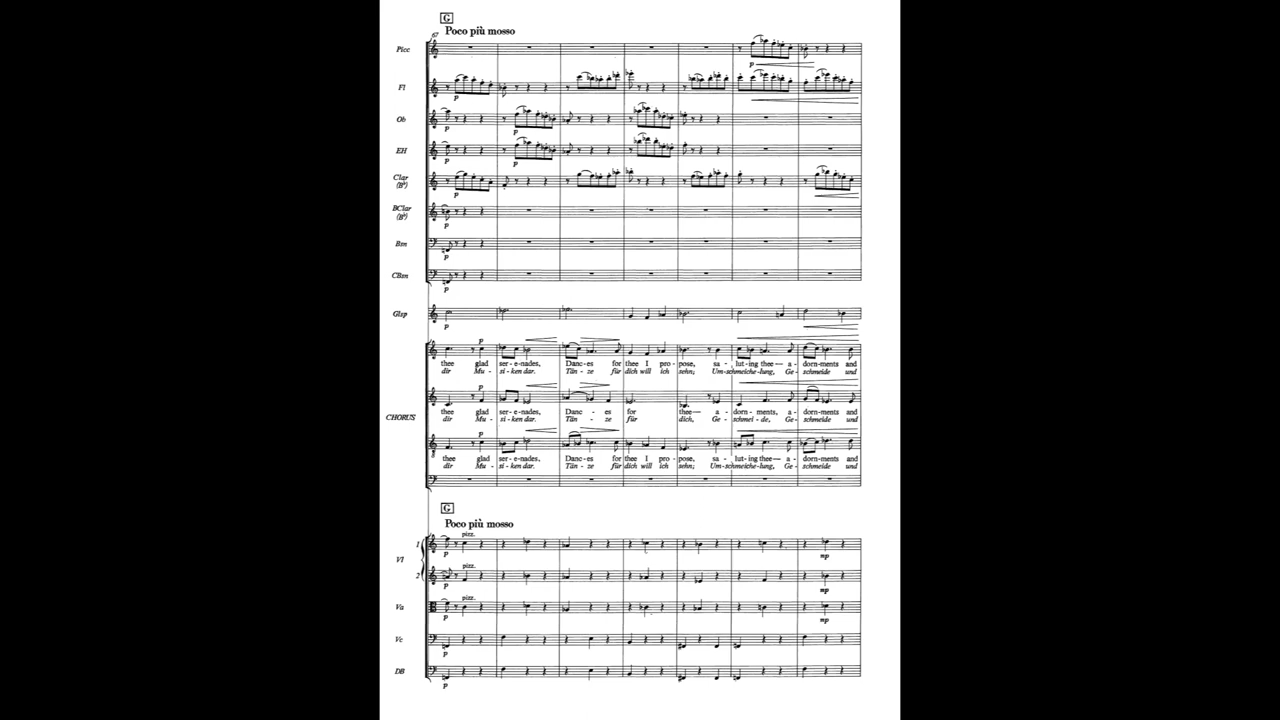 G
Poco più mosso
67
Picc
p
Fl
p
Ob
p p
EH
p p
Clar
(B♭)
p
BClar
(B♭)
p
Bsn
p
CBsn
p
Glsp
p
p
thee glad ser-e-nades, Danc-es for thee I pro-pose, sa-lut-ing thee— a-dorn-ments and
dir Mu-si-ken dar. Tän-ze für dich will ich sehn; Um-schmeiche-lung, Ge-schmeide und
p
CHORUS
thee glad ser-e-nades, Danc-es for thee— a-dorn-ments, a-dorn-ments and
dir Mu-si-ken dar. Tän-ze für dich, Ge-schmei-de, Ge-schmeide und
p
thee glad ser-e-nades, Danc-es for thee I pro-pose, sa-lut-ing thee— a-dorn-ments and
dir Mu-si-ken dar. Tän-ze für dich will ich sehn; Um-schmeiche-lung, Ge-schmeide und
G
Poco più mosso
pizz.
1
p mp
Vl
pizz.
2
p mp
pizz.
Va
p mp
Vc
p
DB
p